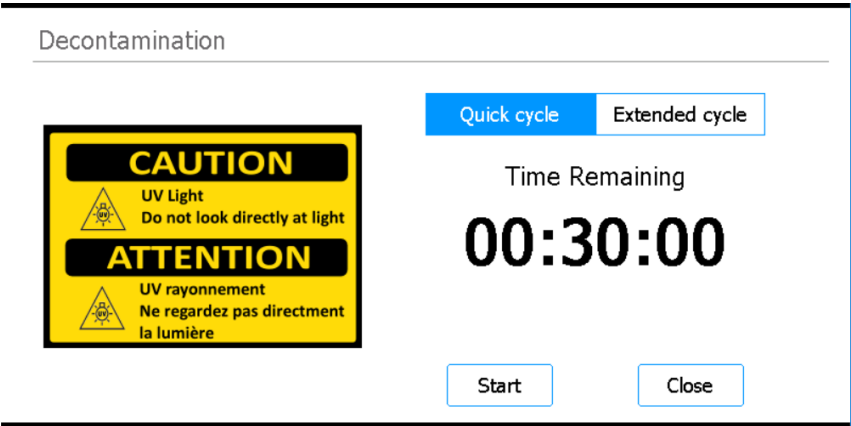 Decontamination
CAUTION
UV Light
Do not look directly at light
ATTENTION
UV rayonnement
Ne regardez pas directment
la lumière
Quick cycle
Extended cycle
Time Remaining
00:30:00
Start
Close